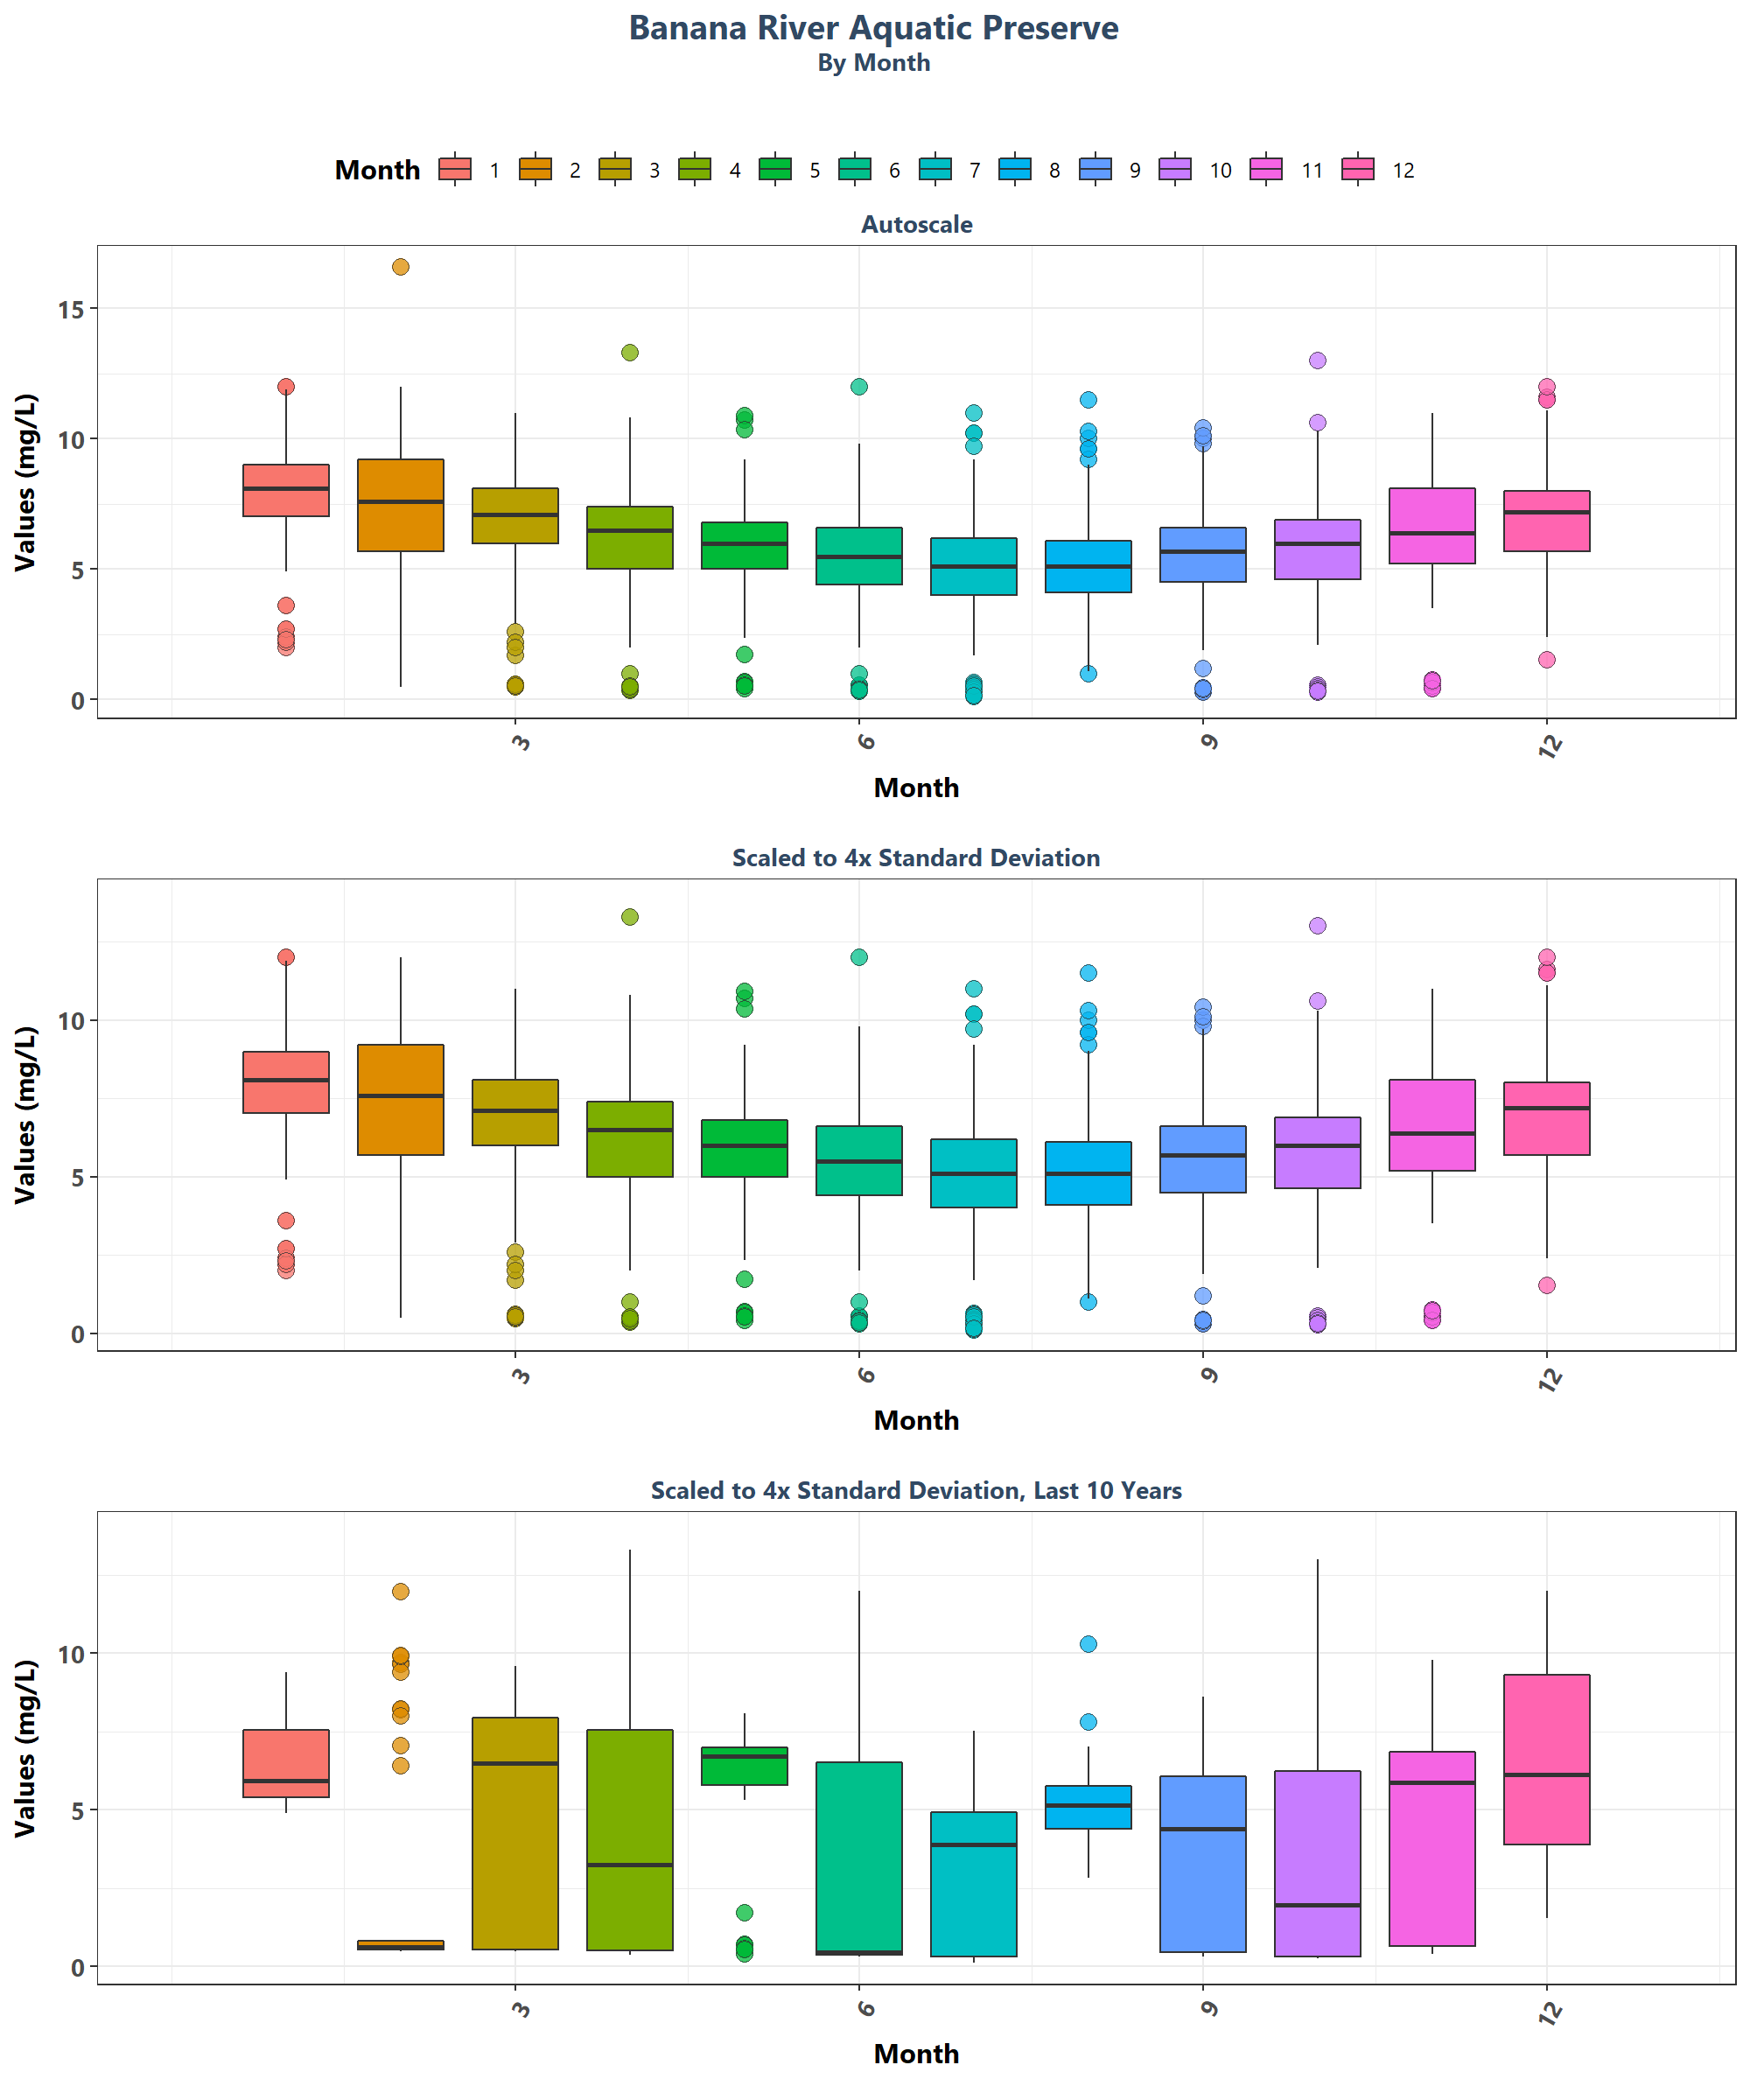 Banana River Aquatic Preserve
By Month
Month 1 2 3 4 5 6 7 8 9 10 11 12
Autoscale
Values (mg/L)
15
10
5
0
3 6 9 12
Month
Scaled to 4x Standard Deviation
Values (mg/L)
10
5
0
3 6 9 12
Month
Scaled to 4x Standard Deviation, Last 10 Years
Values (mg/L)
10
5
0
3 6 9 12
Month